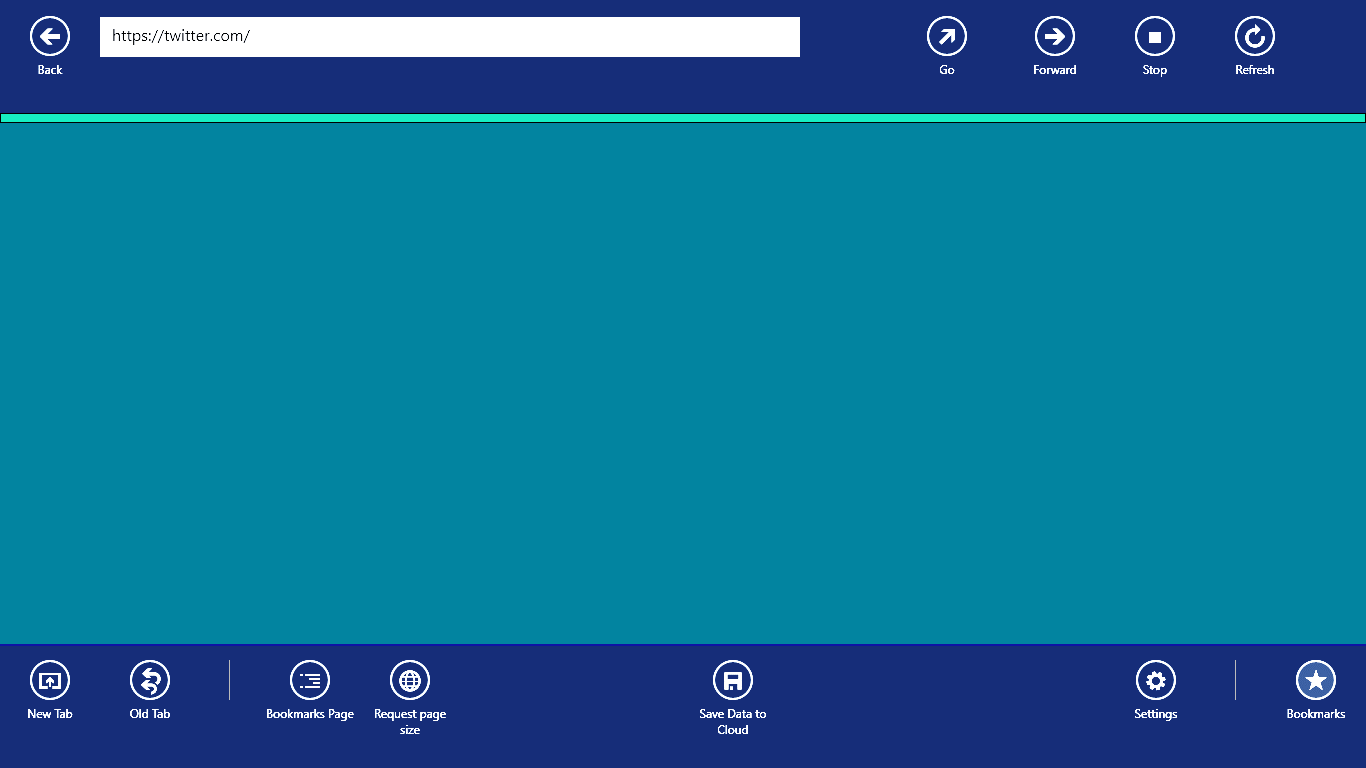 https://twitter.com/
Back
Go
Forward
Stop
Refresh
New Tab
Old Tab
Bookmarks Page
Request page
size
Save Data to
Cloud
Settings
Bookmarks